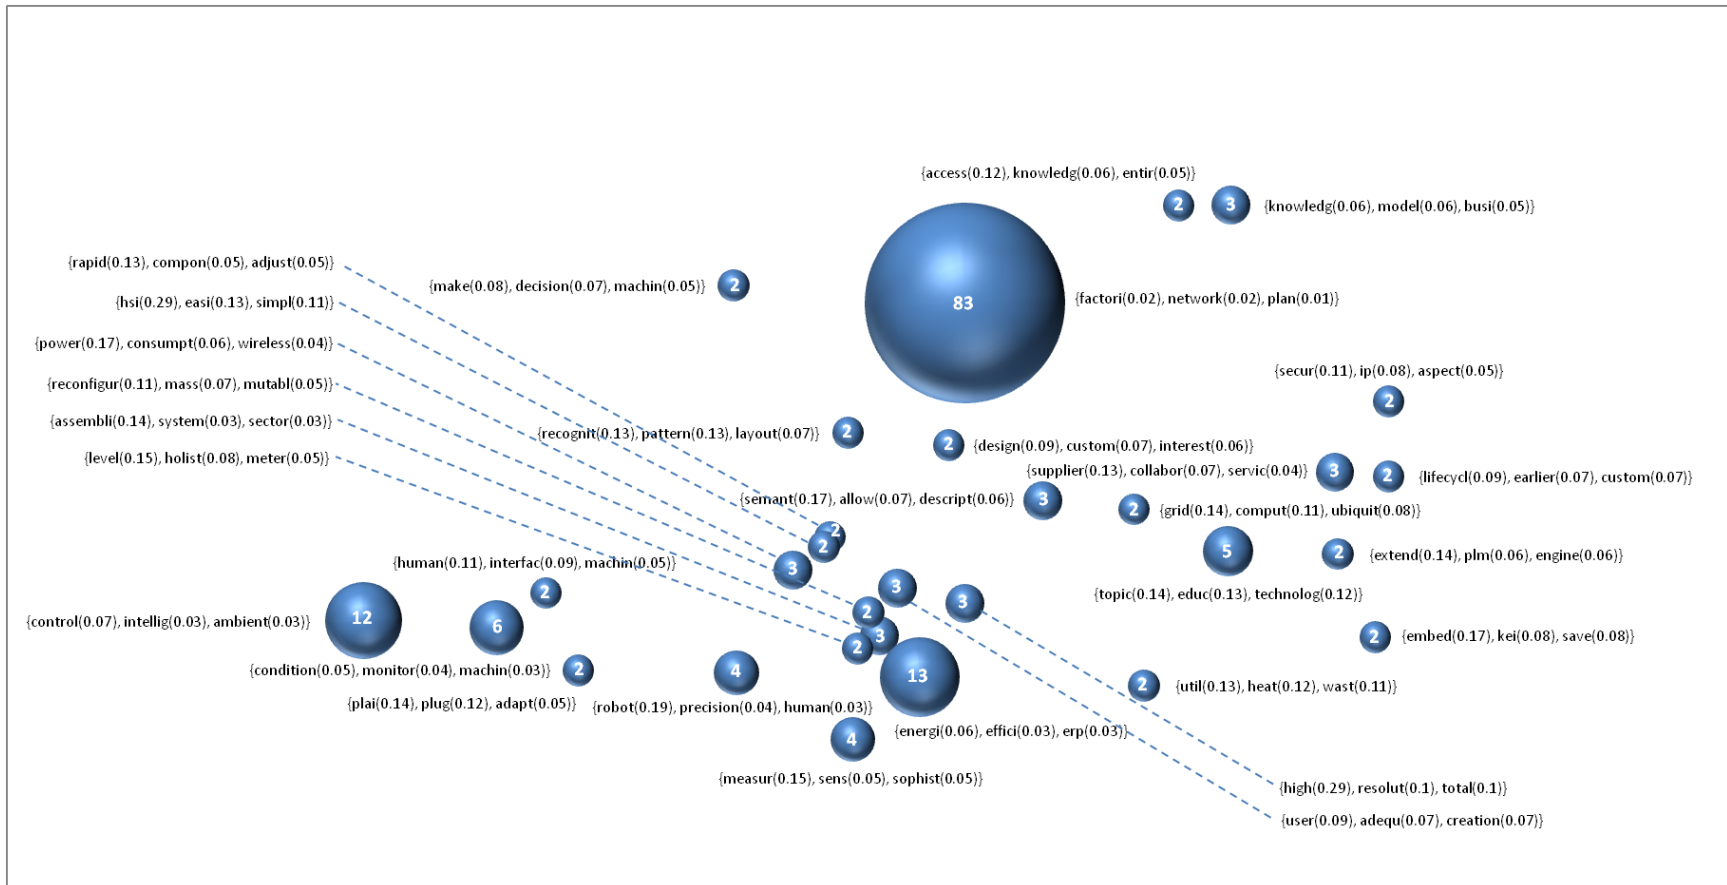 {access(0.12), knowledg(0.06), entir(0.05)}
2
3
{knowledg(0.06), model(0.06), busi(0.05)}
{rapid(0.13), compon(0.05), adjust(0.05)}
{make(0.08), decision(0.07), machin(0.05)}
2
{hsi(0.29), easi(0.13), simpl(0.11)}
83
{factori(0.02), network(0.02), plan(0.01)}
{power(0.17), consumpt(0.06), wireless(0.04)}
{reconfigur(0.11), mass(0.07), mutabl(0.05)}
{secur(0.11), ip(0.08), aspect(0.05)}
2
{assembli(0.14), system(0.03), sector(0.03)}
{recognit(0.13), pattern(0.13), layout(0.07)}
2
2
{design(0.09), custom(0.07), interest(0.06)}
{level(0.15), holist(0.08), meter(0.05)}
{supplier(0.13), collabor(0.07), servic(0.04)}
3
2
{lifecycl(0.09), earlier(0.07), custom(0.07)}
{semant(0.17), allow(0.07), descript(0.06)}
3
2
{grid(0.14), comput(0.11), ubiquit(0.08)}
2
2
5
2
{extend(0.14), plm(0.06), engine(0.06)}
{human(0.11), interfac(0.09), machin(0.05)}
3
2
3
3
{topic(0.14), educ(0.13), technolog(0.12)}
{control(0.07), intellig(0.03), ambient(0.03)}
12
6
2
3
2
2
{embed(0.17), kei(0.08), save(0.08)}
{condition(0.05), monitor(0.04), machin(0.03)}
2
4
13
2
{util(0.13), heat(0.12), wast(0.11)}
{plai(0.14), plug(0.12), adapt(0.05)}
{robot(0.19), precision(0.04), human(0.03)}
{energi(0.06), effici(0.03), erp(0.03)}
4
{measur(0.15), sens(0.05), sophist(0.05)}
{high(0.29), resolut(0.1), total(0.1)}
{user(0.09), adequ(0.07), creation(0.07)}